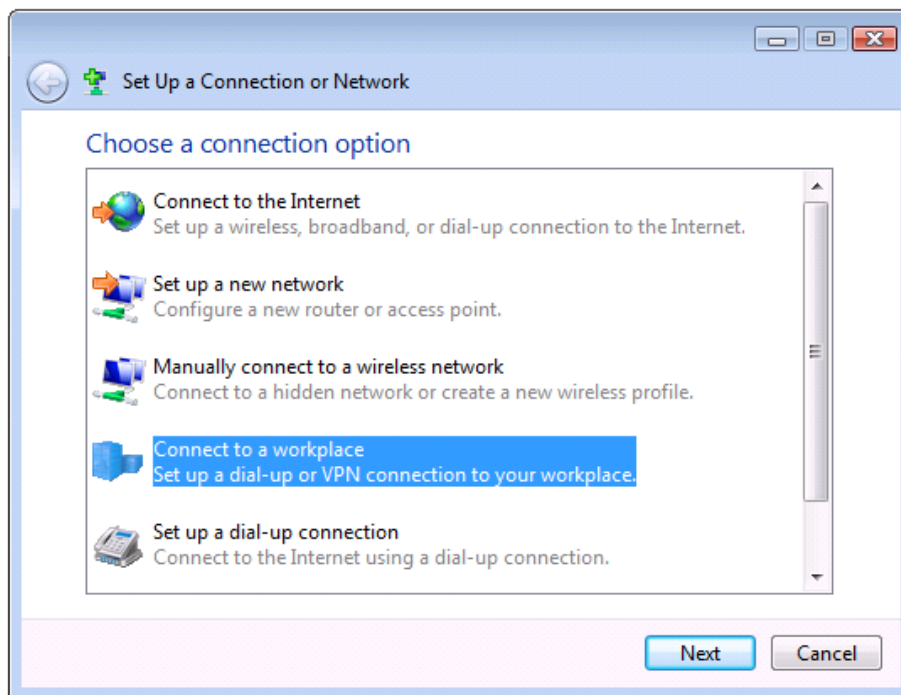 Set Up a Connection or Network
Choose a connection option
Connect to the Internet
Set up a wireless, broadband, or dial-up connection to the Internet.
Set up a new network
Configure a new router or access point.
Manually connect to a wireless network
Connect to a hidden network or create a new wireless profile.
Connect to a workplace
Set up a dial-up or VPN connection to your workplace.
Set up a dial-up connection
Connect to the Internet using a dial-up connection.
Next Cancel